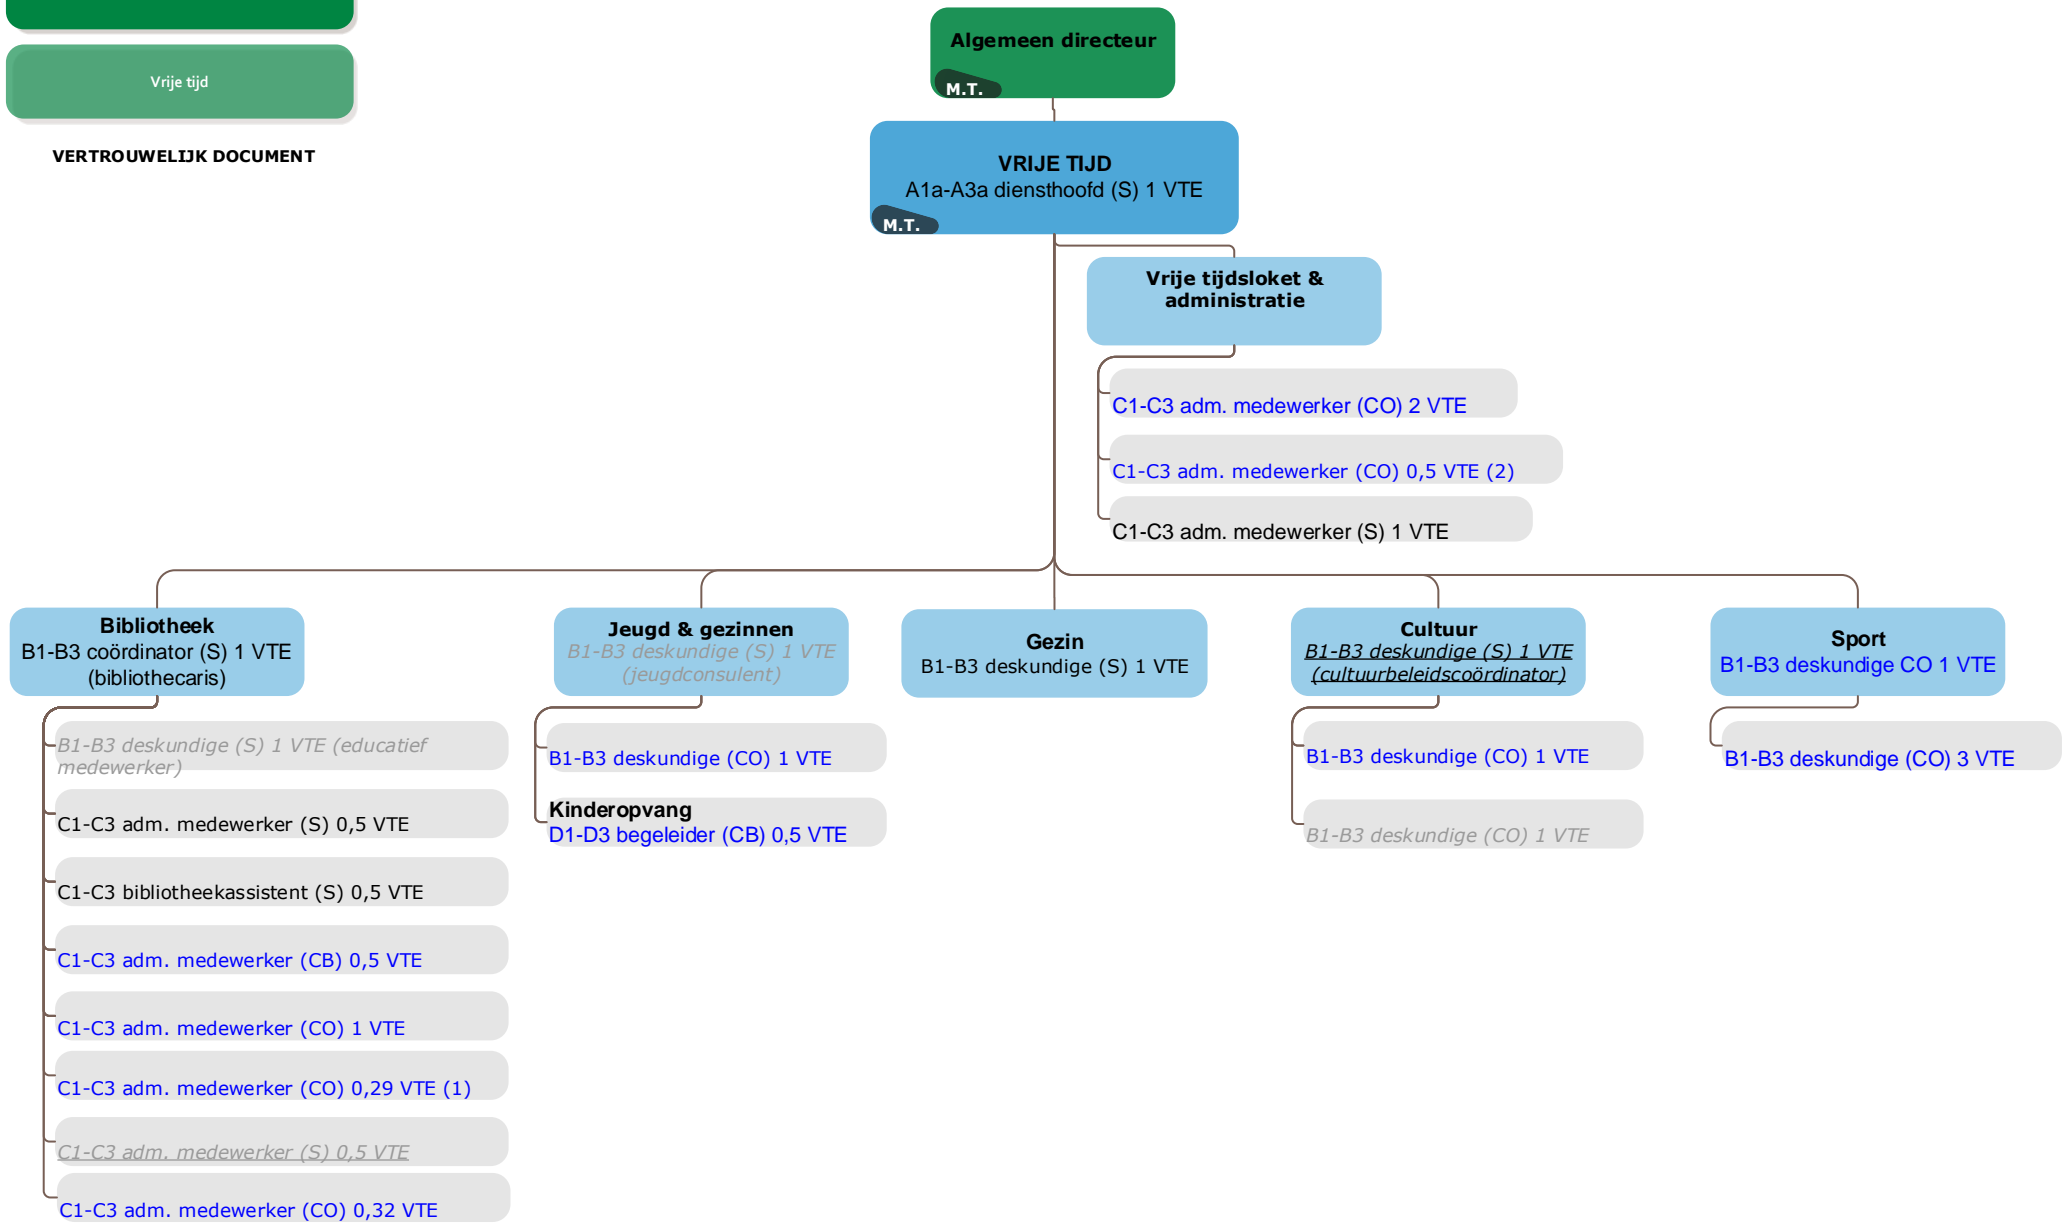 Vrije tijd
VERTROUWELIJK DOCUMENT
Algemeen directeur
M.T.
VRIJE TIJD
A1a-A3a diensthoofd (S) 1 VTE
M.T.
Vrije tijdsloket &
administratie
C1-C3 adm. medewerker (CO) 2 VTE
C1-C3 adm. medewerker (CO) 0,5 VTE (2)
C1-C3 adm. medewerker (S) 1 VTE
Bibliotheek
B1-B3 coördinator (S) 1 VTE
(bibliothecaris)
B1-B3 deskundige (S) 1 VTE (educatief
medewerker)
C1-C3 adm. medewerker (S) 0,5 VTE
C1-C3 bibliotheekassistent (S) 0,5 VTE
C1-C3 adm. medewerker (CB) 0,5 VTE
C1-C3 adm. medewerker (CO) 1 VTE
C1-C3 adm. medewerker (CO) 0,29 VTE (1)
C1-C3 adm. medewerker (S) 0,5 VTE
C1-C3 adm. medewerker (CO) 0,32 VTE
Jeugd & gezinnen
B1-B3 deskundige (S) 1 VTE
(jeugdconsulent)
B1-B3 deskundige (CO) 1 VTE
Kinderopvang
D1-D3 begeleider (CB) 0,5 VTE
Gezin
B1-B3 deskundige (S) 1 VTE
Cultuur
B1-B3 deskundige (S) 1 VTE
(cultuurbeleidscoördinator)
B1-B3 deskundige (CO) 1 VTE
B1-B3 deskundige (CO) 1 VTE
Sport
B1-B3 deskundige CO 1 VTE
B1-B3 deskundige (CO) 3 VTE